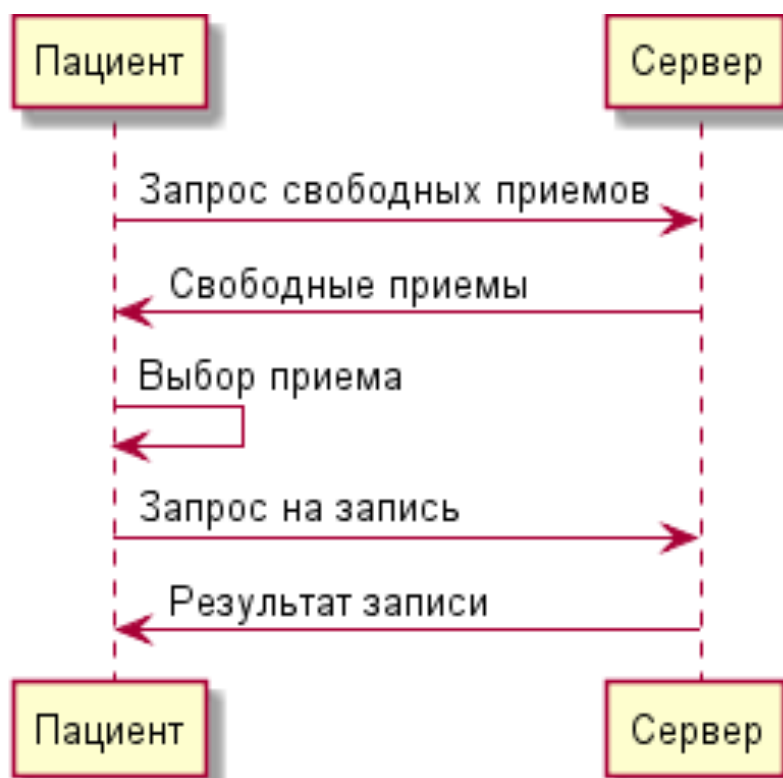 Пациент
Сервер
Запрос свободных приемов
Свободные приемы
Выбор приема
Запрос на запись
Результат записи
Пациент
Сервер